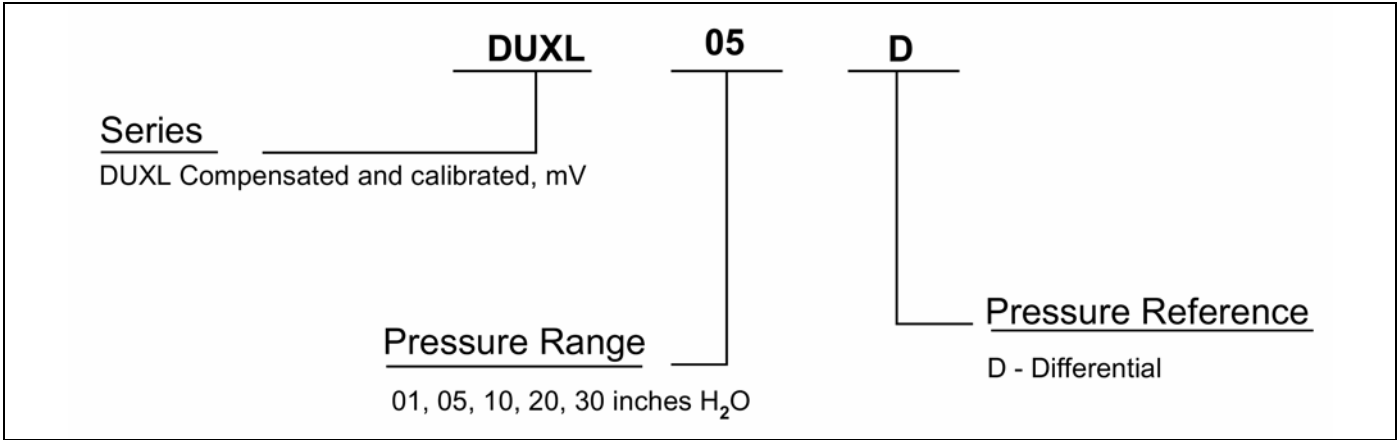 DUXL 05 D
Series
DUXL Compensated and calibrated, mV
Pressure Range
01, 05, 10, 20, 30 inches H₂O
Pressure Reference
D - Differential